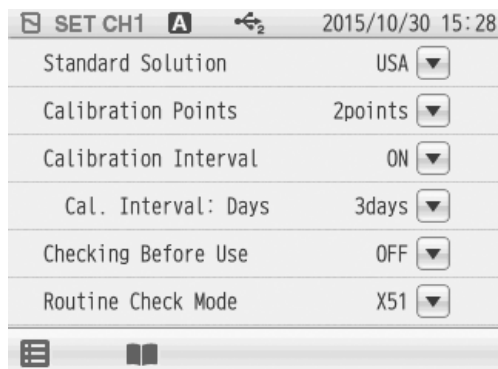 SET CH1 A 2 2015/10/30 15:28
Standard Solution USA
Calibration Points 2points
Calibration Interval ON
Cal. Interval: Days 3days
Checking Before Use OFF
Routine Check Mode X51